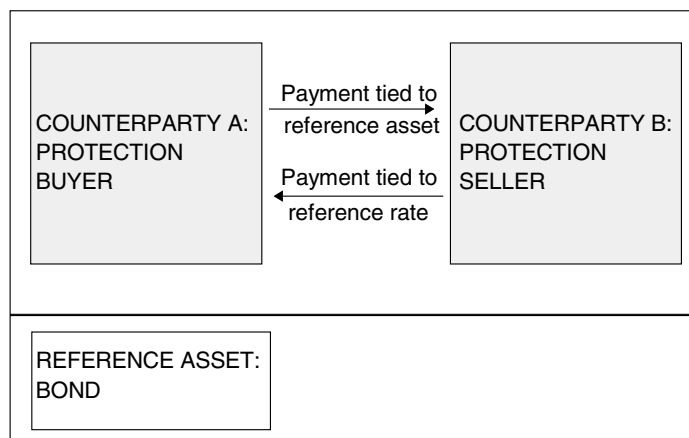 COUNTERPARTY A:
PROTECTION
BUYER
Payment tied to
reference asset
Payment tied to
reference rate
COUNTERPARTY B:
PROTECTION
SELLER
REFERENCE ASSET:
BOND